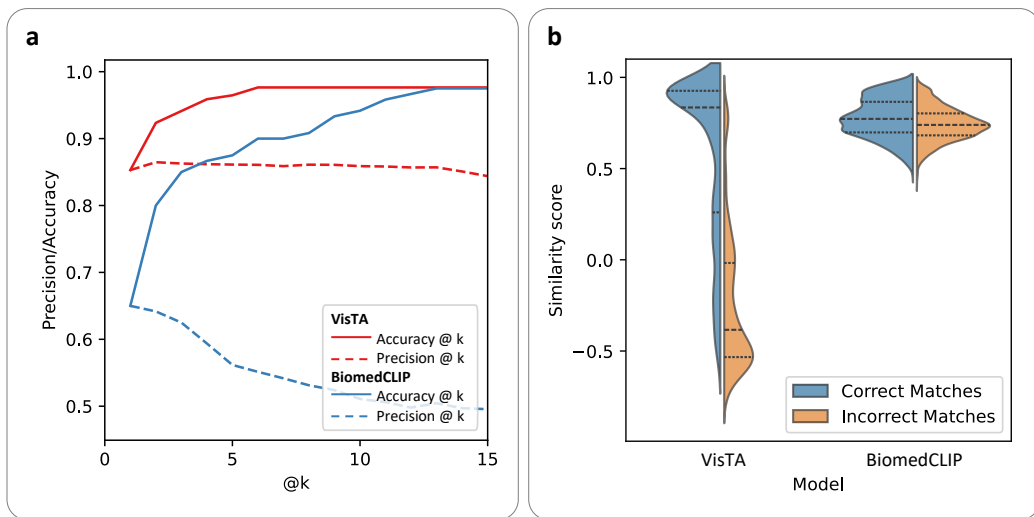 a
1.0
0.9
0.8
0.7
0.6
0.5
Precision/Accuracy
0
5
10
15
@k
VisTA
Accuracy @ k
Precision @ k
BiomedCLIP
Accuracy @ k
Precision @ k
b
1.0
0.5
0.0
−0.5
Similarity score
Correct Matches
Incorrect Matches
VisTA
BiomedCLIP
Model